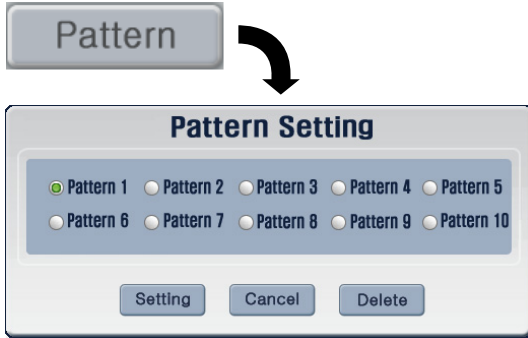 Pattern
Pattern Setting
Pattern 1 Pattern 2 Pattern 3 Pattern 4 Pattern 5
Pattern 6 Pattern 7 Pattern 8 Pattern 9 Pattern 10
Setting Cancel Delete